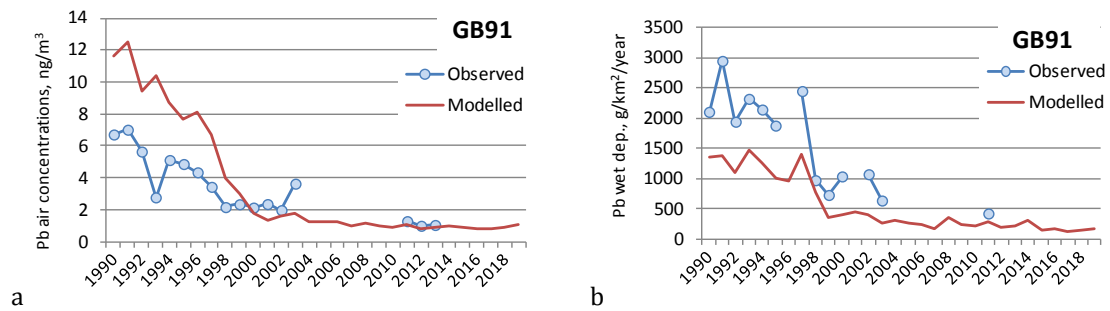 GB91
Observed
Modelled
Pb air concentrations, ng/m³
14
12
10
8
6
4
2
0
1990 1992 1994 1996 1998 2000 2002 2004 2006 2008 2010 2012 2014 2016 2018
a
GB91
Observed
Modelled
Pb wet dep., g/km²/year
3500
3000
2500
2000
1500
1000
500
0
1990 1992 1994 1996 1998 2000 2002 2004 2006 2008 2010 2012 2014 2016 2018
b